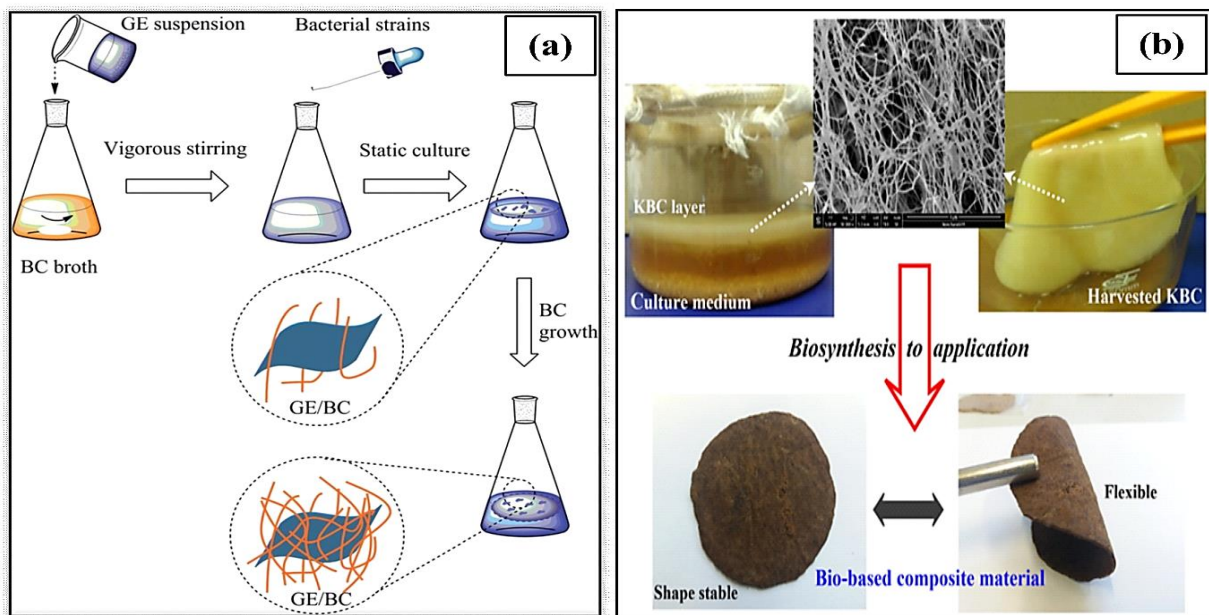 GE suspension
Bacterial strains
(a)
Vigorous stirring
Static culture
BC broth
BC
growth
GE/BC
GE/BC
(b)
KBC layer
Culture medium
Harvested KBC
Biosynthesis to application
Flexible
Shape stable
Bio-based composite material